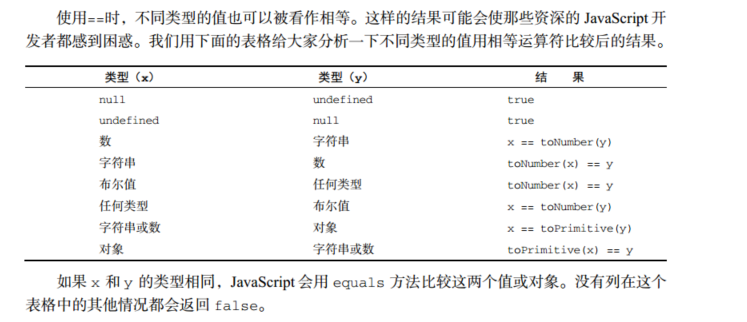 使用==时，不同类型的值也可以被看作相等。这样的结果可能会使那些资深的 JavaScript 开
发者都感到困惑。我们用下面的表格给大家分析一下不同类型的值用相等运算符比较后的结果。
类型（x） 类型（y） 结 果
null undefined true
undefined null true
数 字符串 x == toNumber(y)
字符串 数 toNumber(x) == y
布尔值 任何类型 toNumber(x) == y
任何类型 布尔值 x == toNumber(y)
字符串或数 对象 x == toPrimitive(y)
对象 字符串或数 toPrimitive(x) == y
如果 x 和 y 的类型相同，JavaScript 会用 equals 方法比较这两个值或对象。没有列在这个
表格中的其他情况都会返回 false。